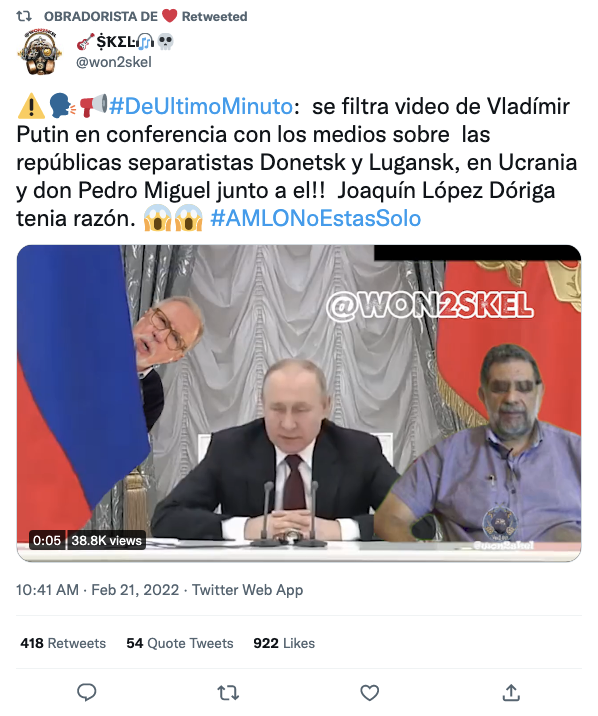 OBRADORISTA DE ❤️ Retweeted
🎸ṨҜΣĿ🎧💀
@won2skel
⚠️🗣📢#DeUltimoMinuto: se filtra video de Vladímir
Putin en conferencia con los medios sobre las
repúblicas separatistas Donetsk y Lugansk, en Ucrania
y don Pedro Miguel junto a el!! Joaquín López Dóriga
tenia razón. 😱😱 #AMLONoEstasSolo
@WON2SKEL
@won2skel
0:05 38.8K views
10:41 AM · Feb 21, 2022 · Twitter Web App
418 Retweets 54 Quote Tweets 922 Likes